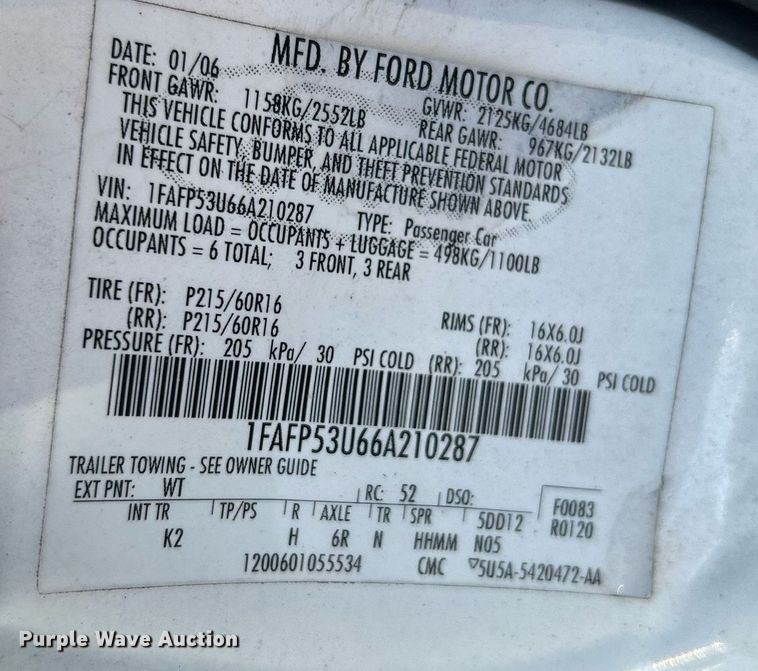 MFD. BY FORD MOTOR CO.
DATE: 01/06 GVWR: 2125KG/4684LB
FRONT GAWR: 1158KG/2552LB REAR GAWR: 967KG/2132LB
THIS VEHICLE CONFORMS TO ALL APPLICABLE FEDERAL MOTOR
VEHICLE SAFETY, BUMPER, AND THEFT PREVENTION STANDARDS
IN EFFECT ON THE DATE OF MANUFACTURE SHOWN ABOVE.
VIN: 1FAFP53U66A210287 TYPE: Passenger Car
MAXIMUM LOAD = OCCUPANTS + LUGGAGE = 498KG/1100LB
OCCUPANTS = 6 TOTAL; 3 FRONT, 3 REAR
TIRE (FR): P215/60R16 RIMS (FR): 16X6.0J
(RR): P215/60R16 (RR): 16X6.0J
PRESSURE (FR): 205 kPa/ 30 PSI COLD (RR): 205 kPa/ 30 PSI COLD
1FAFP53U66A210287
TRAILER TOWING - SEE OWNER GUIDE
EXT PNT: WT RC: 52 DSO: F0083
INT TR TP/PS R AXLE TR SPR 5DD12 R0120
K2 H 6R N HHMM N05
1200601055534 CMC ▽5U5A-5420472-AA
Purple Wave Auction